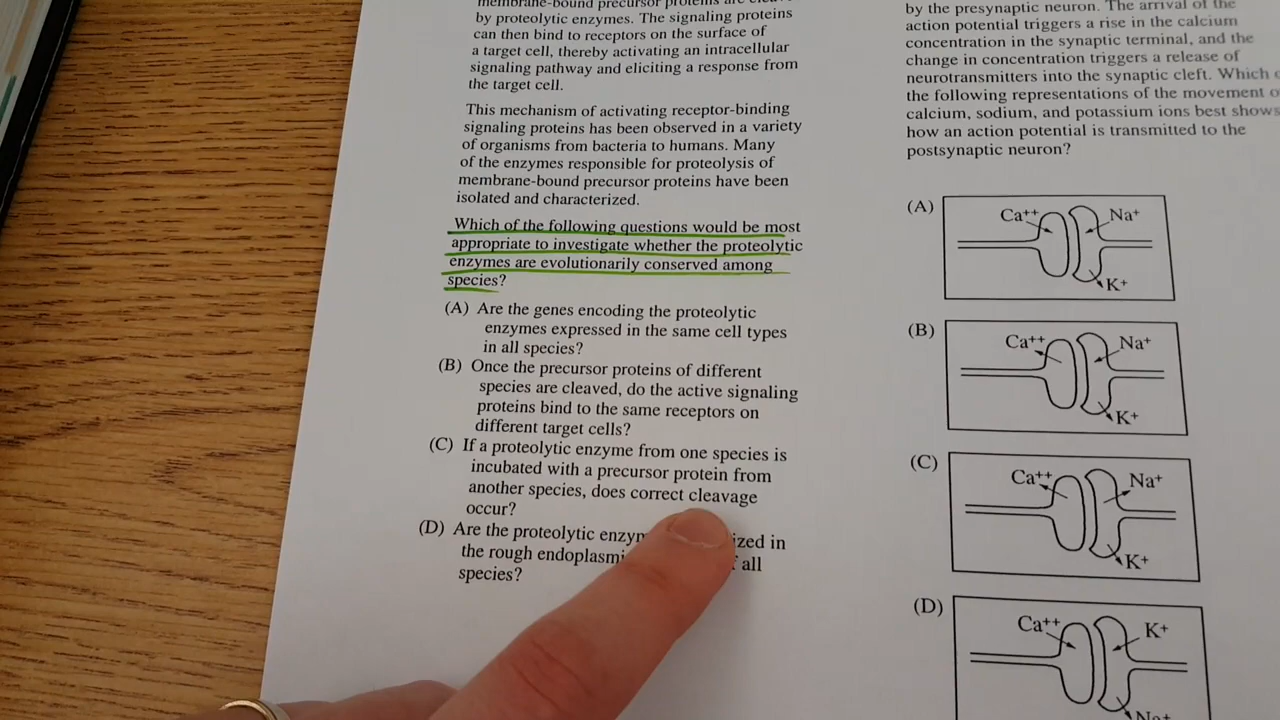 membrane-bound precursor proteins are
by proteolytic enzymes. The signaling proteins
can then bind to receptors on the surface of
a target cell, thereby activating an intracellular
signaling pathway and eliciting a response from
the target cell.
This mechanism of activating receptor-binding
signaling proteins has been observed in a variety
of organisms from bacteria to humans. Many
of the enzymes responsible for proteolysis of
membrane-bound precursor proteins have been
isolated and characterized.
Which of the following questions would be most
appropriate to investigate whether the proteolytic
enzymes are evolutionarily conserved among
species?
(A) Are the genes encoding the proteolytic
enzymes expressed in the same cell types
in all species?
(B) Once the precursor proteins of different
species are cleaved, do the active signaling
proteins bind to the same receptors on
different target cells?
(C) If a proteolytic enzyme from one species is
incubated with a precursor protein from
another species, does correct cleavage
occur?
(D) Are the proteolytic in
the rough all
species?
by the presynaptic neuron. The arrival of the
action potential triggers a rise in the calcium
concentration in the synaptic terminal, and the
change in concentration triggers a release of
neurotransmitters into the synaptic cleft. Which
the following representations of the movement
calcium, sodium, and potassium ions best shows
how an action potential is transmitted to the
postsynaptic neuron?
(A)
Ca++ Na+
K+
(B)
Ca++ Na+
K+
(C)
Ca++ Na+
K+
(D)
Ca++ K+
Na+